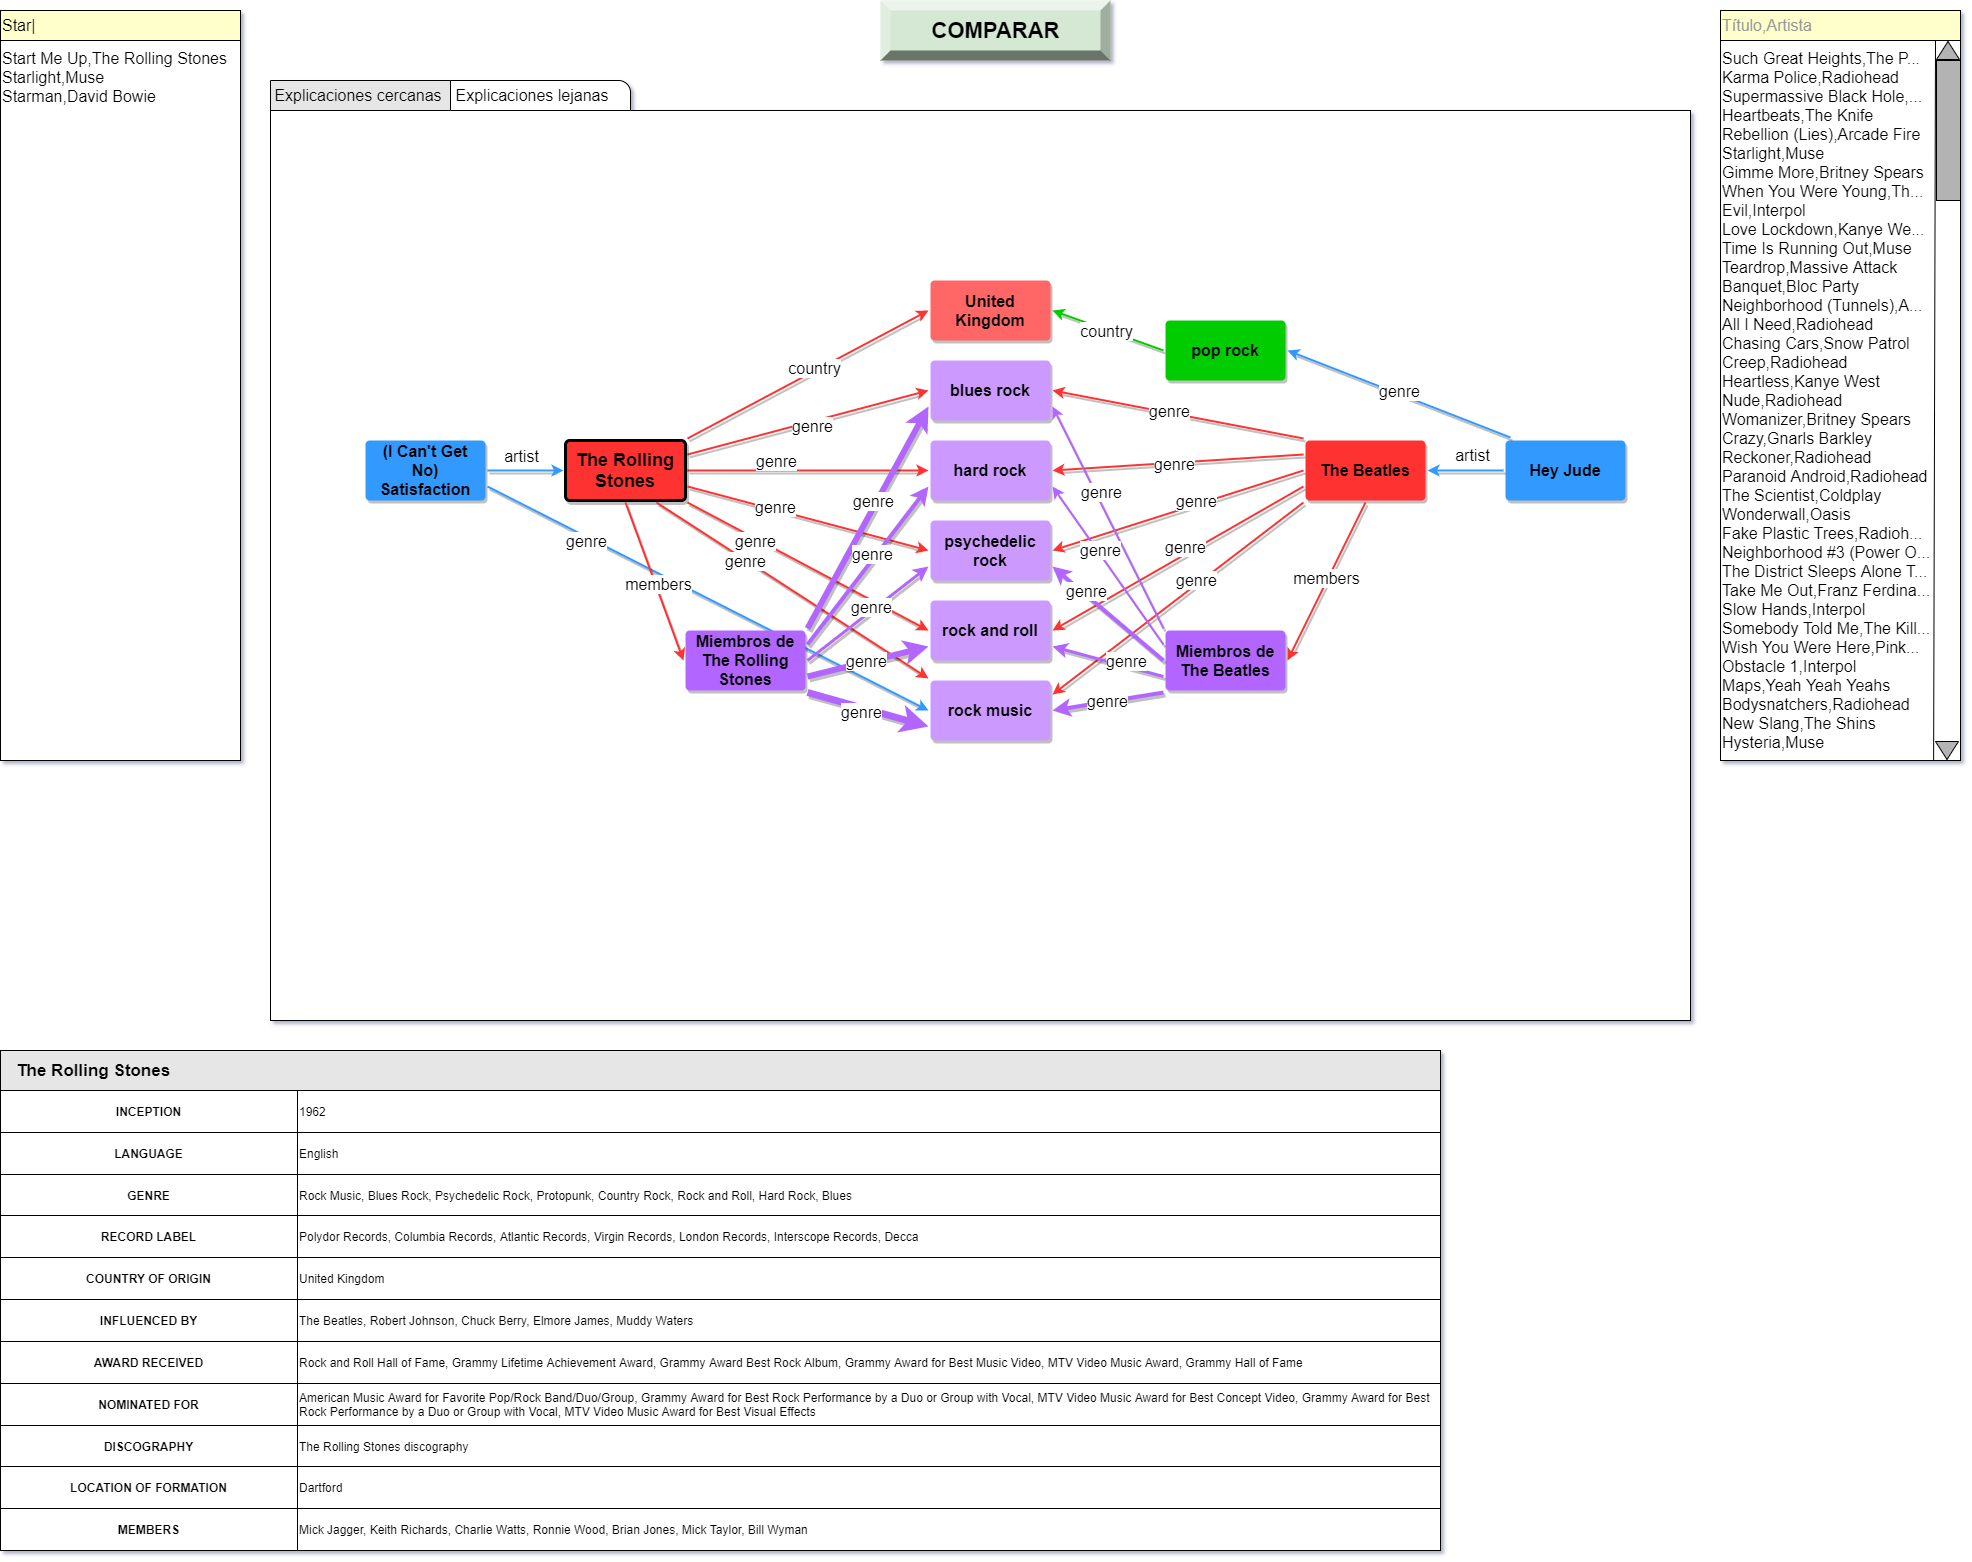 COMPARAR
Star|
Start Me Up,The Rolling Stones
Starlight,Muse
Starman,David Bowie
Explicaciones cercanas
Explicaciones lejanas
United
Kingdom
country
pop rock
country
blues rock
genre
genre
genre
(I Can't Get
No)
Satisfaction
artist
The Rolling
Stones
genre
hard rock
genre
The Beatles
artist
Hey Jude
genre
genre
genre
genre
genre
genre
genre
psychedelic
rock
genre
genre
genre
genre
members
genre
genre
genre
members
rock and roll
Miembros de
The Rolling
Stones
genre
genre
Miembros de
The Beatles
genre
rock music
genre
Título,Artista
Such Great Heights,The P...
Karma Police,Radiohead
Supermassive Black Hole,...
Heartbeats,The Knife
Rebellion (Lies),Arcade Fire
Starlight,Muse
Gimme More,Britney Spears
When You Were Young,Th...
Evil,Interpol
Love Lockdown,Kanye We...
Time Is Running Out,Muse
Teardrop,Massive Attack
Banquet,Bloc Party
Neighborhood (Tunnels),A...
All I Need,Radiohead
Chasing Cars,Snow Patrol
Creep,Radiohead
Heartless,Kanye West
Nude,Radiohead
Womanizer,Britney Spears
Crazy,Gnarls Barkley
Reckoner,Radiohead
Paranoid Android,Radiohead
The Scientist,Coldplay
Wonderwall,Oasis
Fake Plastic Trees,Radioh...
Neighborhood #3 (Power O...
The District Sleeps Alone T...
Take Me Out,Franz Ferdina...
Slow Hands,Interpol
Somebody Told Me,The Kill...
Wish You Were Here,Pink...
Obstacle 1,Interpol
Maps,Yeah Yeah Yeahs
Bodysnatchers,Radiohead
New Slang,The Shins
Hysteria,Muse
The Rolling Stones
INCEPTION 1962
LANGUAGE English
GENRE Rock Music, Blues Rock, Psychedelic Rock, Protopunk, Country Rock, Rock and Roll, Hard Rock, Blues
RECORD LABEL Polydor Records, Columbia Records, Atlantic Records, Virgin Records, London Records, Interscope Records, Decca
COUNTRY OF ORIGIN United Kingdom
INFLUENCED BY The Beatles, Robert Johnson, Chuck Berry, Elmore James, Muddy Waters
AWARD RECEIVED Rock and Roll Hall of Fame, Grammy Lifetime Achievement Award, Grammy Award Best Rock Album, Grammy Award for Best Music Video, MTV Video Music Award, Grammy Hall of Fame
NOMINATED FOR American Music Award for Favorite Pop/Rock Band/Duo/Group, Grammy Award for Best Rock Performance by a Duo or Group with Vocal, MTV Video Music Award for Best Concept Video, Grammy Award for Best
Rock Performance by a Duo or Group with Vocal, MTV Video Music Award for Best Visual Effects
DISCOGRAPHY The Rolling Stones discography
LOCATION OF FORMATION Dartford
MEMBERS Mick Jagger, Keith Richards, Charlie Watts, Ronnie Wood, Brian Jones, Mick Taylor, Bill Wyman